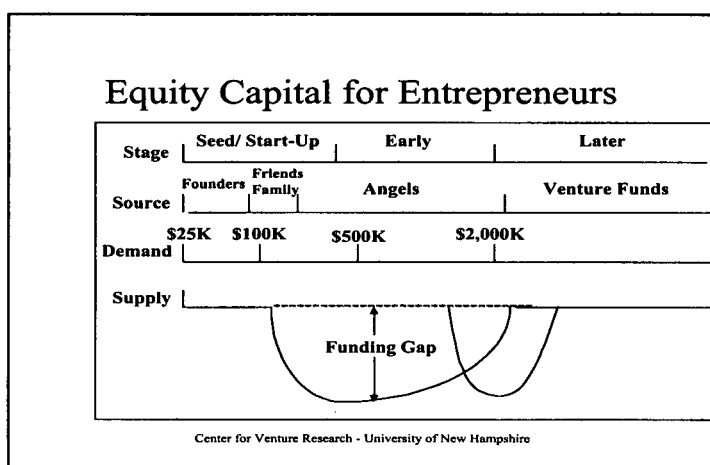 Equity Capital for Entrepreneurs
Stage
Seed/ Start-Up
Early
Later
Source
Founders
Friends
Family
Angels
Venture Funds
Demand
$25K
$100K
$500K
$2,000K
Supply
Funding Gap
Center for Venture Research - University of New Hampshire